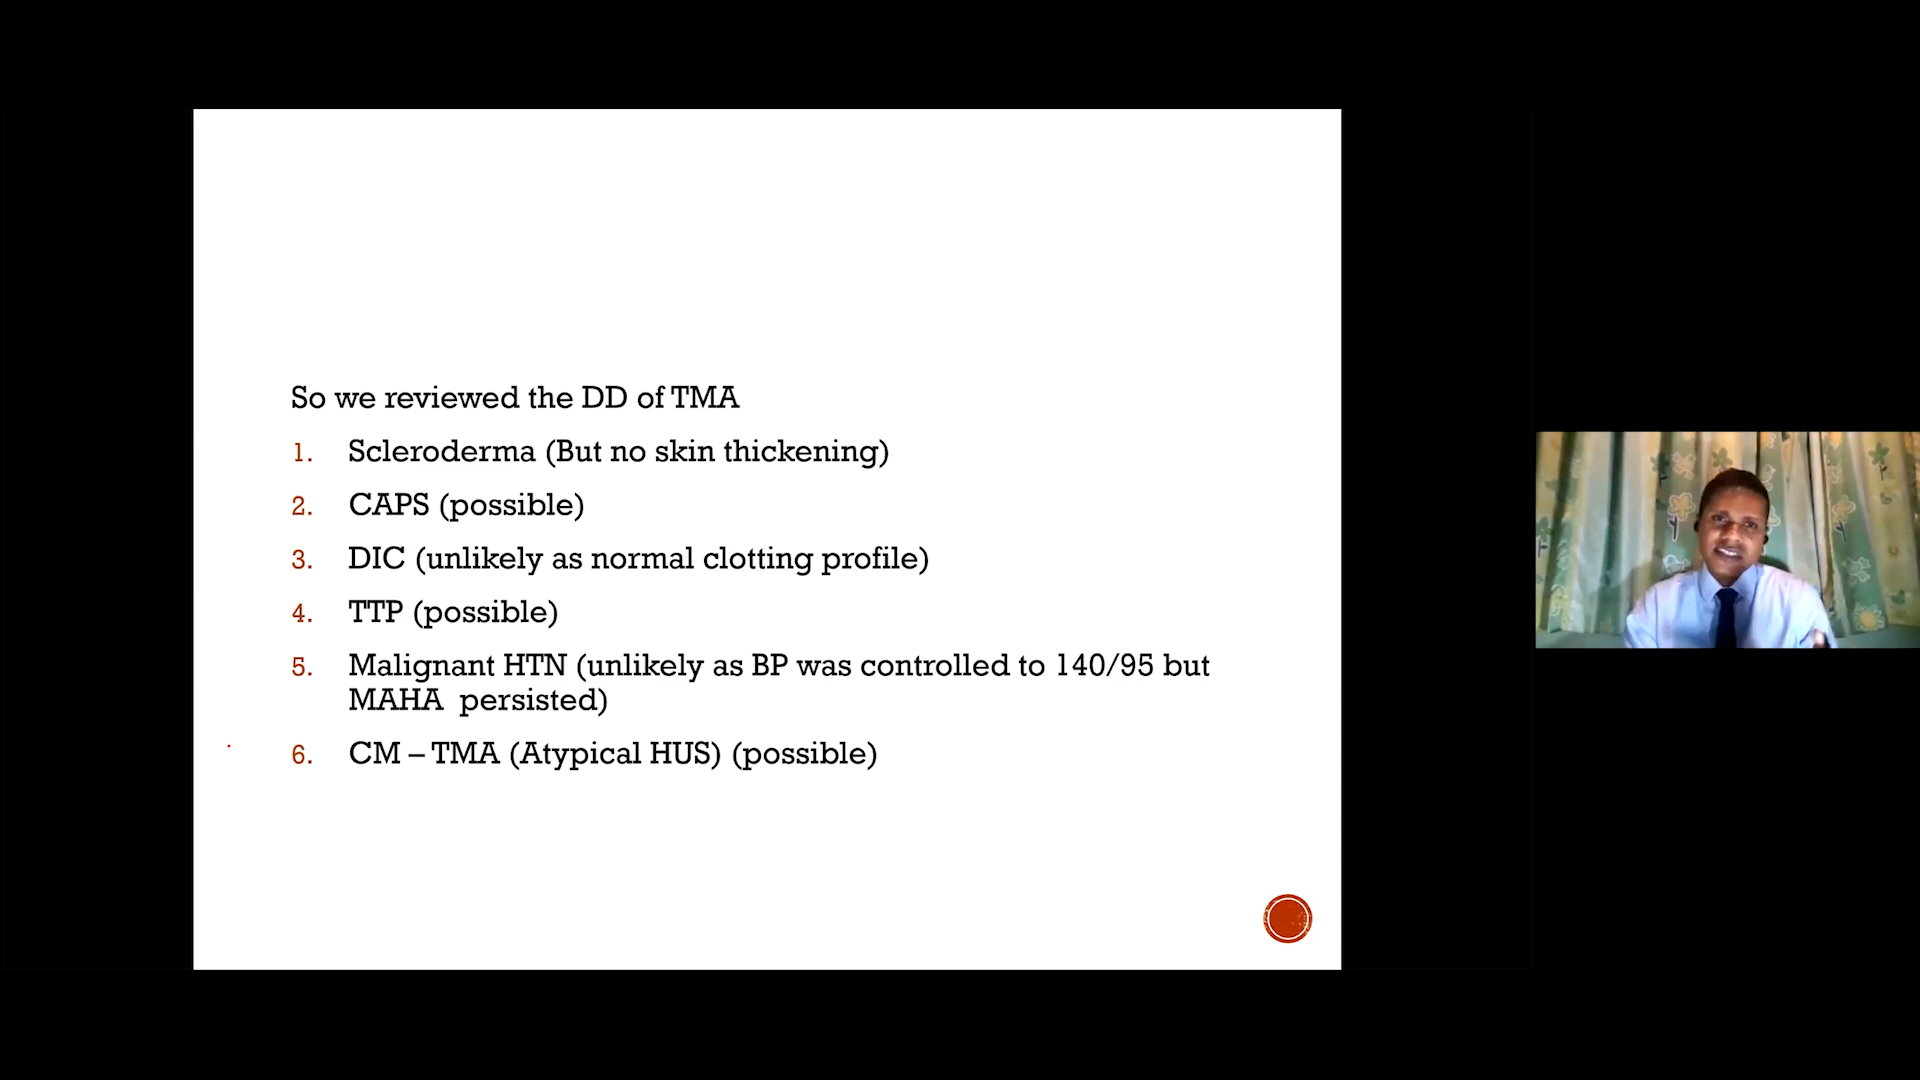 So we reviewed the DD of TMA
1. Scleroderma (But no skin thickening)
2. CAPS (possible)
3. DIC (unlikely as normal clotting profile)
4. TTP (possible)
5. Malignant HTN (unlikely as BP was controlled to 140/95 but
MAHA persisted)
6. CM – TMA (Atypical HUS) (possible)